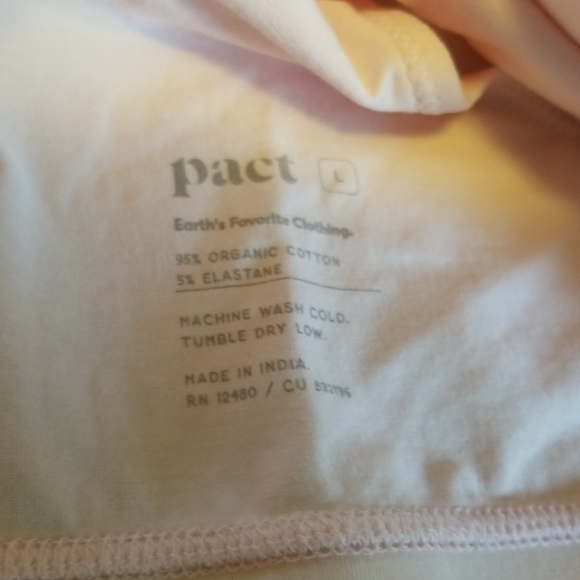 pact L
Earth's Favorite Clothing.
95% ORGANIC COTTON
5% ELASTANE
MACHINE WASH COLD.
TUMBLE DRY LOW.
MADE IN INDIA.
RN 12480 / CU